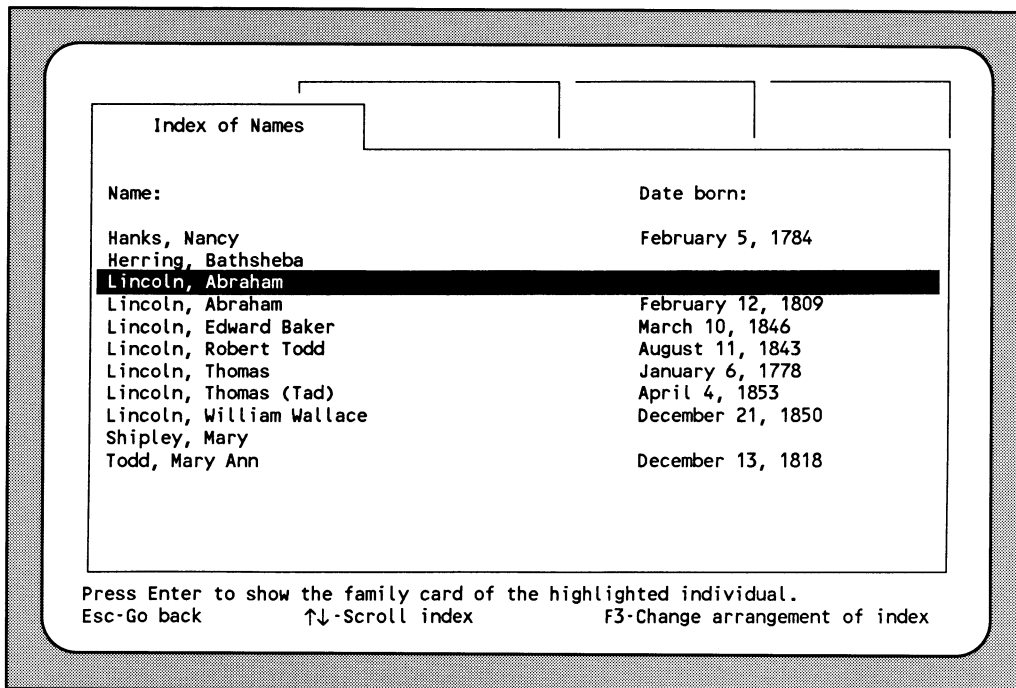 Index of Names
Name: Date born:
Hanks, Nancy February 5, 1784
Herring, Bathsheba
Lincoln, Abraham
Lincoln, Abraham February 12, 1809
Lincoln, Edward Baker March 10, 1846
Lincoln, Robert Todd August 11, 1843
Lincoln, Thomas January 6, 1778
Lincoln, Thomas (Tad) April 4, 1853
Lincoln, William Wallace December 21, 1850
Shipley, Mary
Todd, Mary Ann December 13, 1818
Press Enter to show the family card of the highlighted individual.
Esc-Go back ↑↓-Scroll index F3-Change arrangement of index